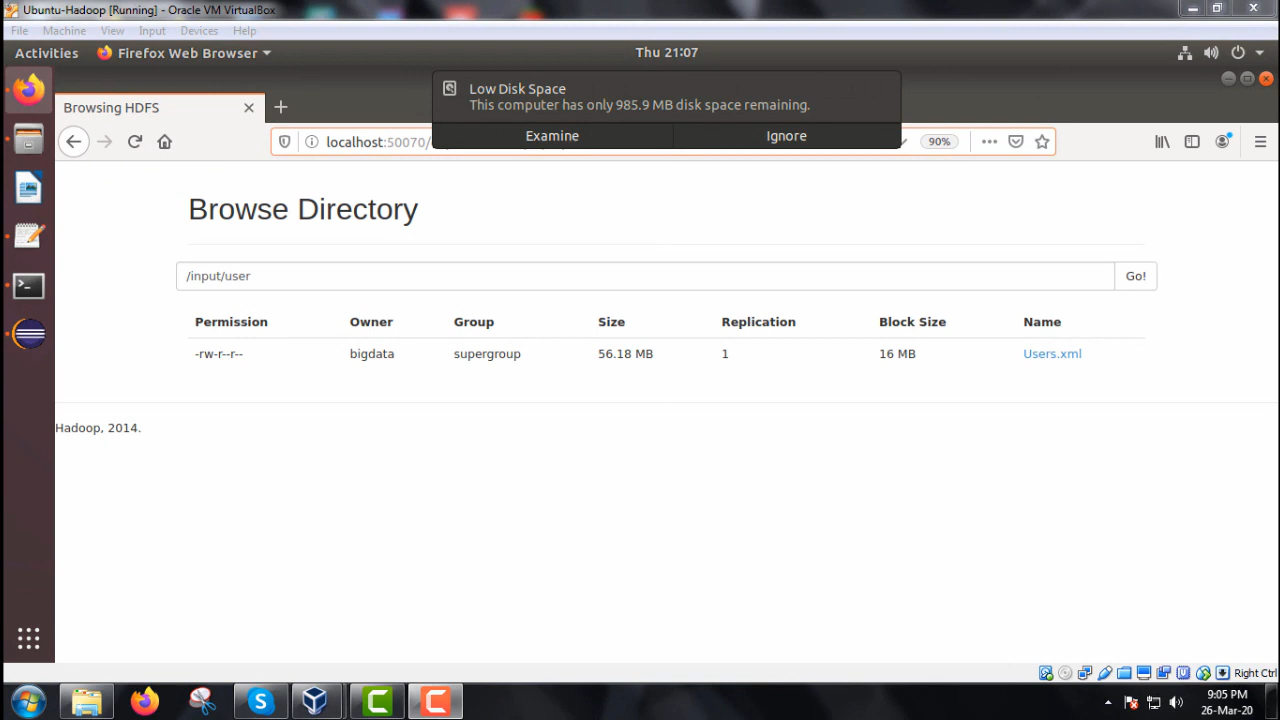 Ubuntu-Hadoop [Running] - Oracle VM VirtualBox
File Machine View Input Devices Help
Activities Firefox Web Browser Thu 21:07
Low Disk Space
This computer has only 985.9 MB disk space remaining.
Examine Ignore
Browsing HDFS
localhost:50070/ 90%
Browse Directory
/input/user Go!
Permission Owner Group Size Replication Block Size Name
-rw-r--r-- bigdata supergroup 56.18 MB 1 16 MB Users.xml
Hadoop, 2014.
Right Ctrl
9:05 PM
26-Mar-20